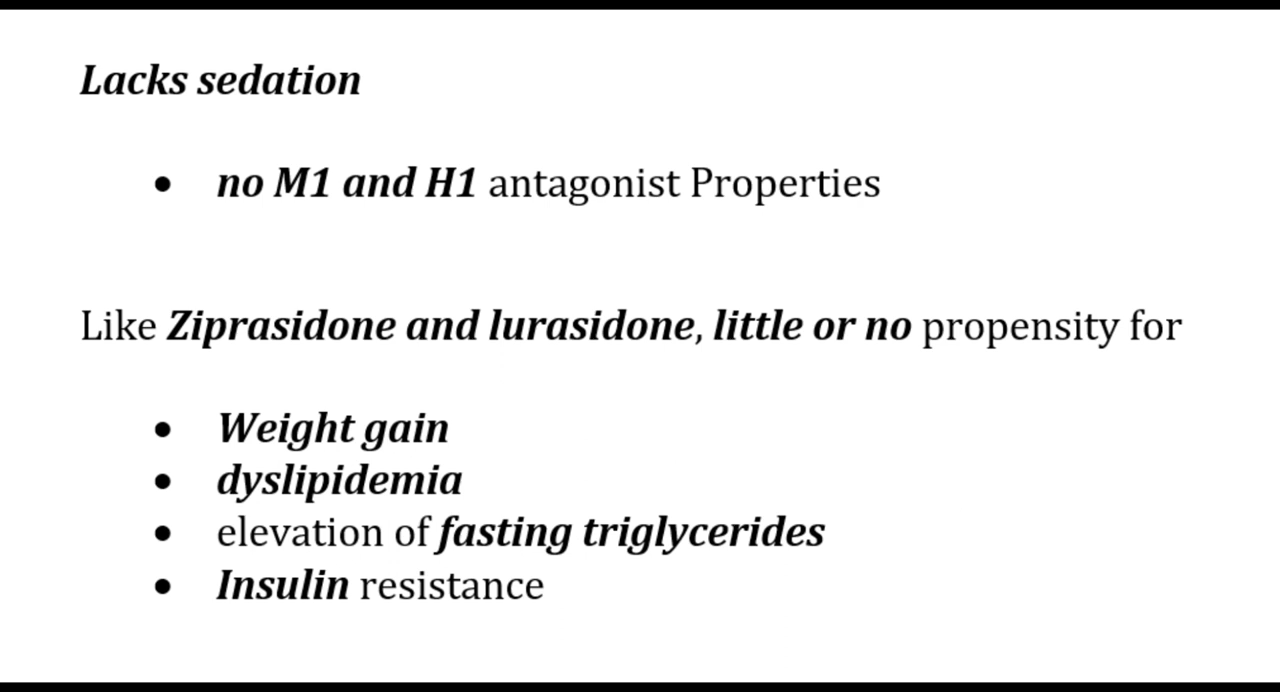 Lacks sedation
• no M1 and H1 antagonist Properties
Like Ziprasidone and lurasidone, little or no propensity for
• Weight gain
• dyslipidemia
• elevation of fasting triglycerides
• Insulin resistance